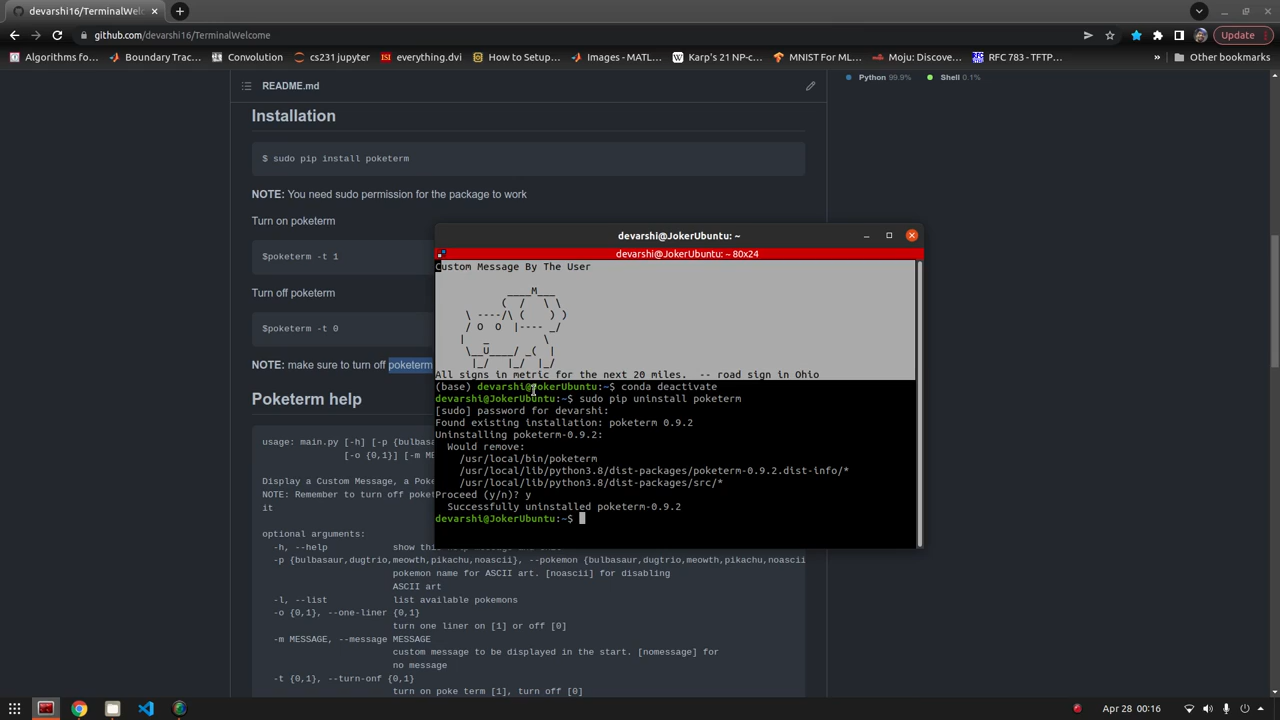 devarshi16/TerminalWelcome
github.com/devarshi16/TerminalWelcome
Update
Algorithms fo...
Boundary Trac...
Convolution
cs231 jupyter
everything.dvi
How to Setup...
Images - MATL...
Karp's 21 NP-c...
MNIST For ML...
Moju: Discove...
RFC 783 - TFTP...
»
Other bookmarks
README.md
Python 99.9%
Shell 0.1%
Installation
$ sudo pip install poketerm
NOTE: You need sudo permission for the package to work
Turn on poketerm
$poketerm -t 1
Turn off poketerm
$poketerm -t 0
NOTE: make sure to turn off poketerm
Poketerm help
usage: main.py [-h] [-p {bulbas
[-o {0,1}] [-m ME
Display a Custom Message, a Poke
NOTE: Remember to turn off poket
it
optional arguments:
-h, --help show this help message and exit
-p {bulbasaur,dugtrio,meowth,pikachu,noascii}, --pokemon {bulbasaur,dugtrio,meowth,pikachu,noascii
pokemon name for ASCII art. [noascii] for disabling
ASCII art
-l, --list list available pokemons
-o {0,1}, --one-liner {0,1}
turn one liner on [1] or off [0]
-m MESSAGE, --message MESSAGE
custom message to be displayed in the start. [nomessage] for
no message
-t {0,1}, --turn-onf {0,1}
turn on poke term [1], turn off [0]
devarshi@JokerUbuntu: ~
devarshi@JokerUbuntu: ~ 80x24
Custom Message By The User
            ____M___
           (  /   \ \
     \ ----/\ (    ) )
     / O  O  |---- _/
    |   _         \
     \__U____/ _(  |
      |_/   |_/  |_/
All signs in metric for the next 20 miles.  -- road sign in Ohio
(base) devarshi@JokerUbuntu:~$ conda deactivate
devarshi@JokerUbuntu:~$ sudo pip uninstall poketerm
[sudo] password for devarshi:
Found existing installation: poketerm 0.9.2
Uninstalling poketerm-0.9.2:
  Would remove:
    /usr/local/bin/poketerm
    /usr/local/lib/python3.8/dist-packages/poketerm-0.9.2.dist-info/*
    /usr/local/lib/python3.8/dist-packages/src/*
Proceed (y/n)? y
  Successfully uninstalled poketerm-0.9.2
devarshi@JokerUbuntu:~$
Apr 28 00:16